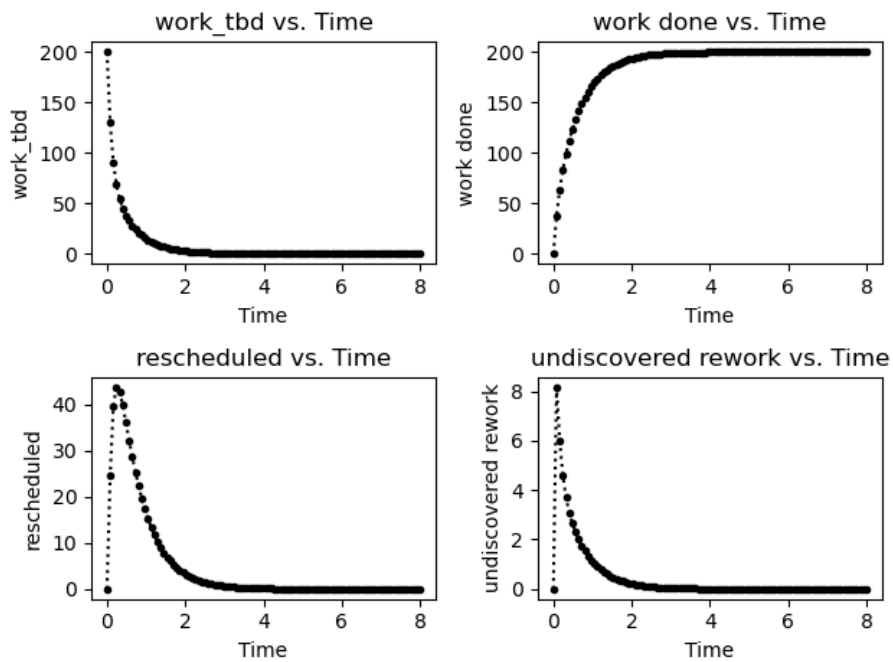 work_tbd vs. Time
work done vs. Time
200
150
100
50
0
work_tbd
0 2 4 6 8
Time
200
150
100
50
0
work done
0 2 4 6 8
Time
rescheduled vs. Time
undiscovered rework vs. Time
40
30
20
10
0
rescheduled
0 2 4 6 8
Time
8
6
4
2
0
undiscovered rework
0 2 4 6 8
Time